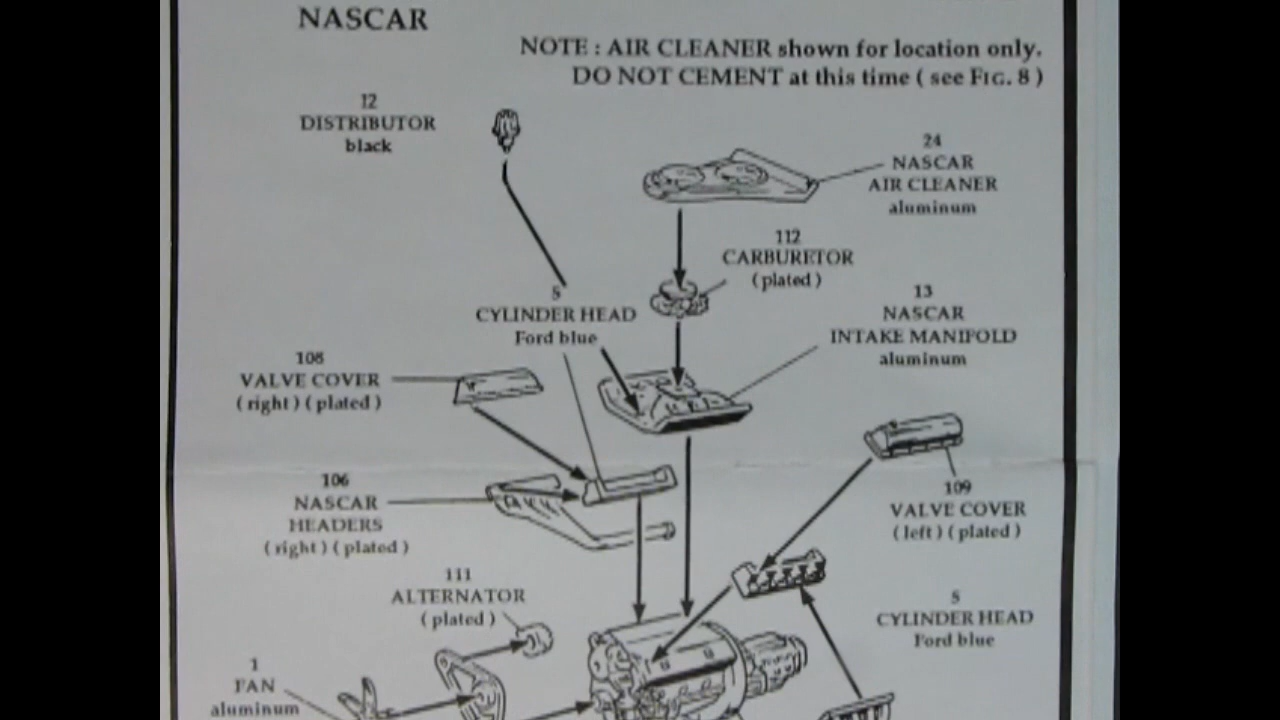 NASCAR
NOTE : AIR CLEANER shown for location only.
DO NOT CEMENT at this time ( see FIG. 8 )
12
DISTRIBUTOR
black
24
NASCAR
AIR CLEANER
aluminum
112
CARBURETOR
( plated )
5
CYLINDER HEAD
Ford blue
13
NASCAR
INTAKE MANIFOLD
aluminum
108
VALVE COVER
( right ) ( plated )
106
NASCAR
HEADERS
( right ) ( plated )
109
VALVE COVER
( left ) ( plated )
111
ALTERNATOR
( plated )
5
CYLINDER HEAD
Ford blue
1
FAN
aluminum